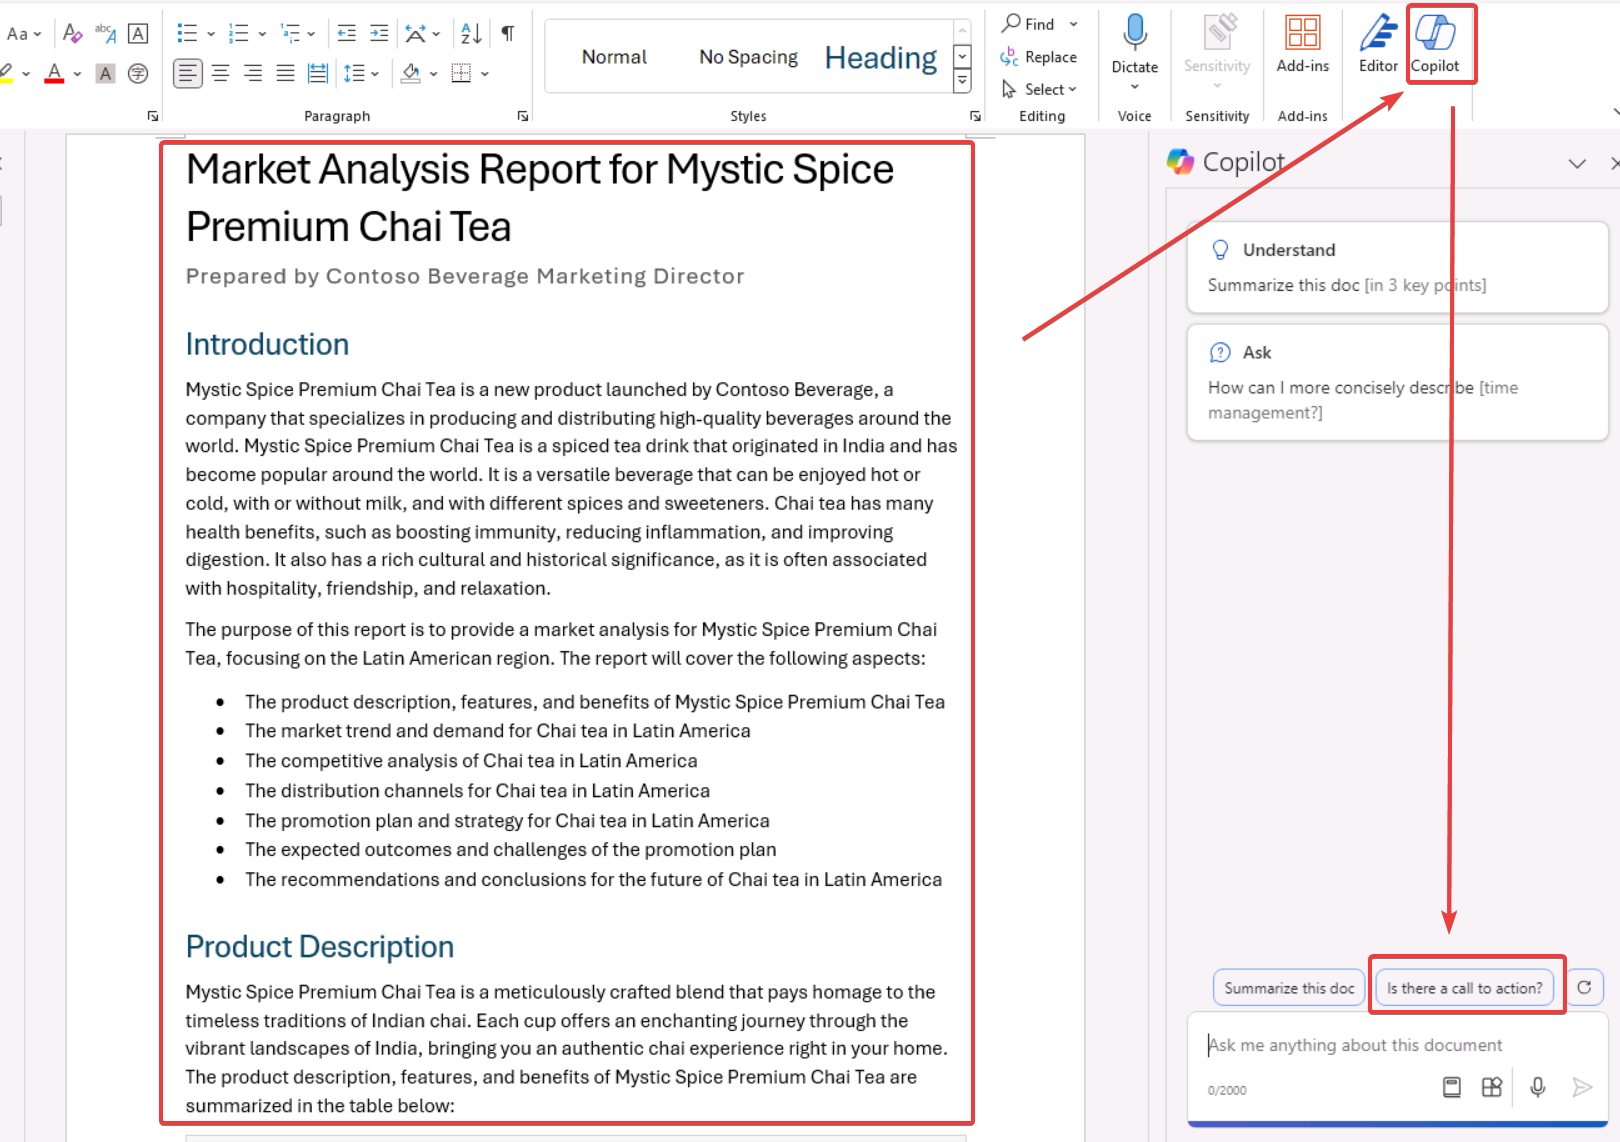 Aa
abc
A
A
A
A
字
Normal
No Spacing
Heading
Find
Replace
Select
Dictate
Sensitivity
Add-ins
Editor
Copilot
Paragraph
Styles
Editing
Voice
Sensitivity
Add-ins
Market Analysis Report for Mystic Spice
Premium Chai Tea
Prepared by Contoso Beverage Marketing Director
Introduction
Mystic Spice Premium Chai Tea is a new product launched by Contoso Beverage, a
company that specializes in producing and distributing high-quality beverages around the
world. Mystic Spice Premium Chai Tea is a spiced tea drink that originated in India and has
become popular around the world. It is a versatile beverage that can be enjoyed hot or
cold, with or without milk, and with different spices and sweeteners. Chai tea has many
health benefits, such as boosting immunity, reducing inflammation, and improving
digestion. It also has a rich cultural and historical significance, as it is often associated
with hospitality, friendship, and relaxation.
The purpose of this report is to provide a market analysis for Mystic Spice Premium Chai
Tea, focusing on the Latin American region. The report will cover the following aspects:
• The product description, features, and benefits of Mystic Spice Premium Chai Tea
• The market trend and demand for Chai tea in Latin America
• The competitive analysis of Chai tea in Latin America
• The distribution channels for Chai tea in Latin America
• The promotion plan and strategy for Chai tea in Latin America
• The expected outcomes and challenges of the promotion plan
• The recommendations and conclusions for the future of Chai tea in Latin America
Product Description
Mystic Spice Premium Chai Tea is a meticulously crafted blend that pays homage to the
timeless traditions of Indian chai. Each cup offers an enchanting journey through the
vibrant landscapes of India, bringing you an authentic chai experience right in your home.
The product description, features, and benefits of Mystic Spice Premium Chai Tea are
summarized in the table below:
Copilot
Understand
Summarize this doc [in 3 key points]
Ask
How can I more concisely describe [time
management?]
Summarize this doc
Is there a call to action?
Ask me anything about this document
0/2000